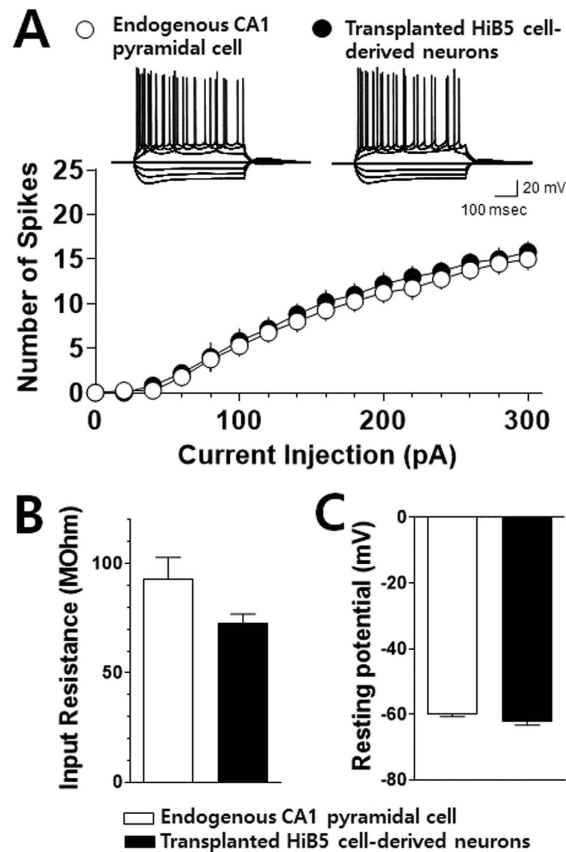 A
Endogenous CA1
pyramidal cell
Transplanted HiB5 cell-
derived neurons
20 mV
100 msec
Number of Spikes
25
20
15
10
5
0
0
100
200
300
Current Injection (pA)
B
Input Resistance (MOhm)
100
50
0
C
Resting potential (mV)
0
-20
-40
-60
-80
Endogenous CA1 pyramidal cell
Transplanted HiB5 cell-derived neurons